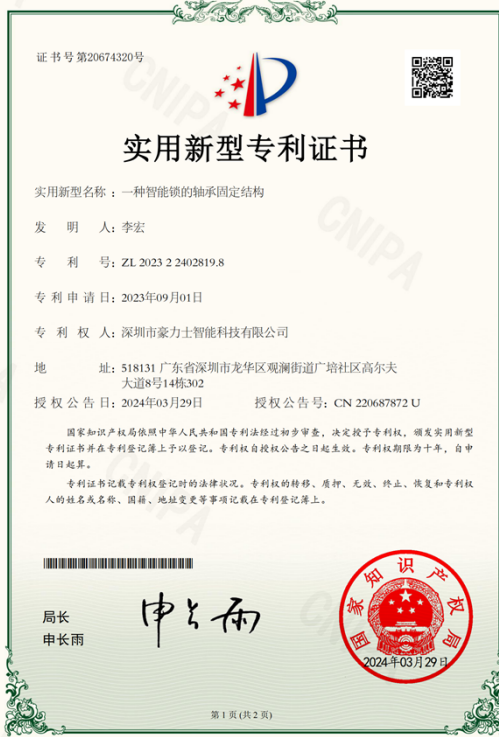 证书号第20674320号
实用新型专利证书
实用新型名称：一种智能锁的轴承固定结构
发明人：李宏
专利号：ZL 2023 2 2402819.8
专利申请日：2023年09月01日
专利权人：深圳市豪力士智能科技有限公司
地址：518131 广东省深圳市龙华区观澜街道广培社区高尔夫
大道8号14栋302
授权公告日：2024年03月29日 授权公告号：CN 220687872 U
国家知识产权局依照中华人民共和国专利法经过初步审查，决定授予专利权，颁发实用新型
专利证书并在专利登记簿上予以登记。专利权自授权公告之日起生效。专利权期限为十年，自申
请日起算。
专利证书记载专利权登记时的法律状况。专利权的转移、质押、无效、终止、恢复和专利权
人的姓名或名称、国籍、地址变更等事项记载在专利登记簿上。
局长
申长雨
申长雨
国家知识产权局
2024年03月29日
第 1 页 (共 2 页)
CNIPA
CNIPA
CNIPA
CNIPA